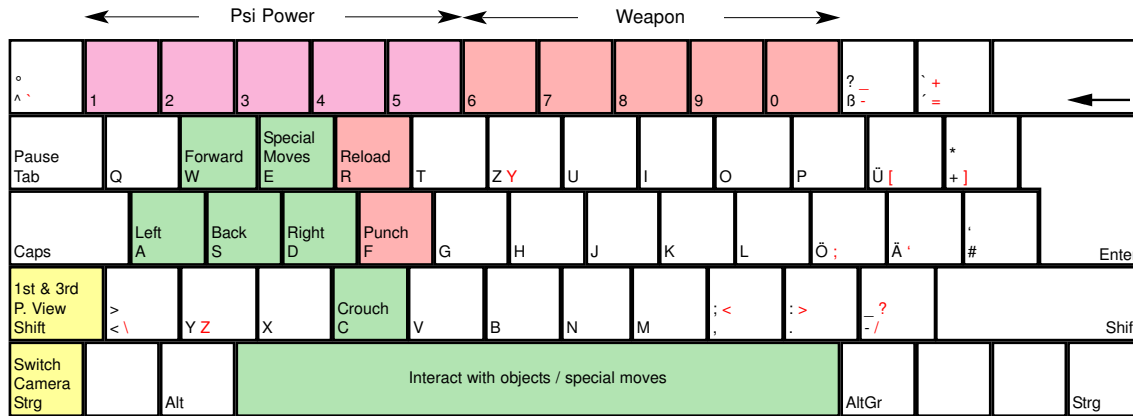 Psi Power Weapon
° ? _ ` +
^ ` 1 2 3 4 5 6 7 8 9 0 ß - ´ =
Special
Pause Forward Moves Reload *
Tab Q W E R T Z Y U I O P Ü [ + ]
Left Back Right Punch '
Caps A S D F G H J K L Ö ; Ä ' # Enter
1st & 3rd
P. View > Crouch ; < : > _ ?
Shift < \ Y Z X C V B N M , . - / Shift
Switch
Camera Interact with objects / special moves
Strg Alt AltGr Strg